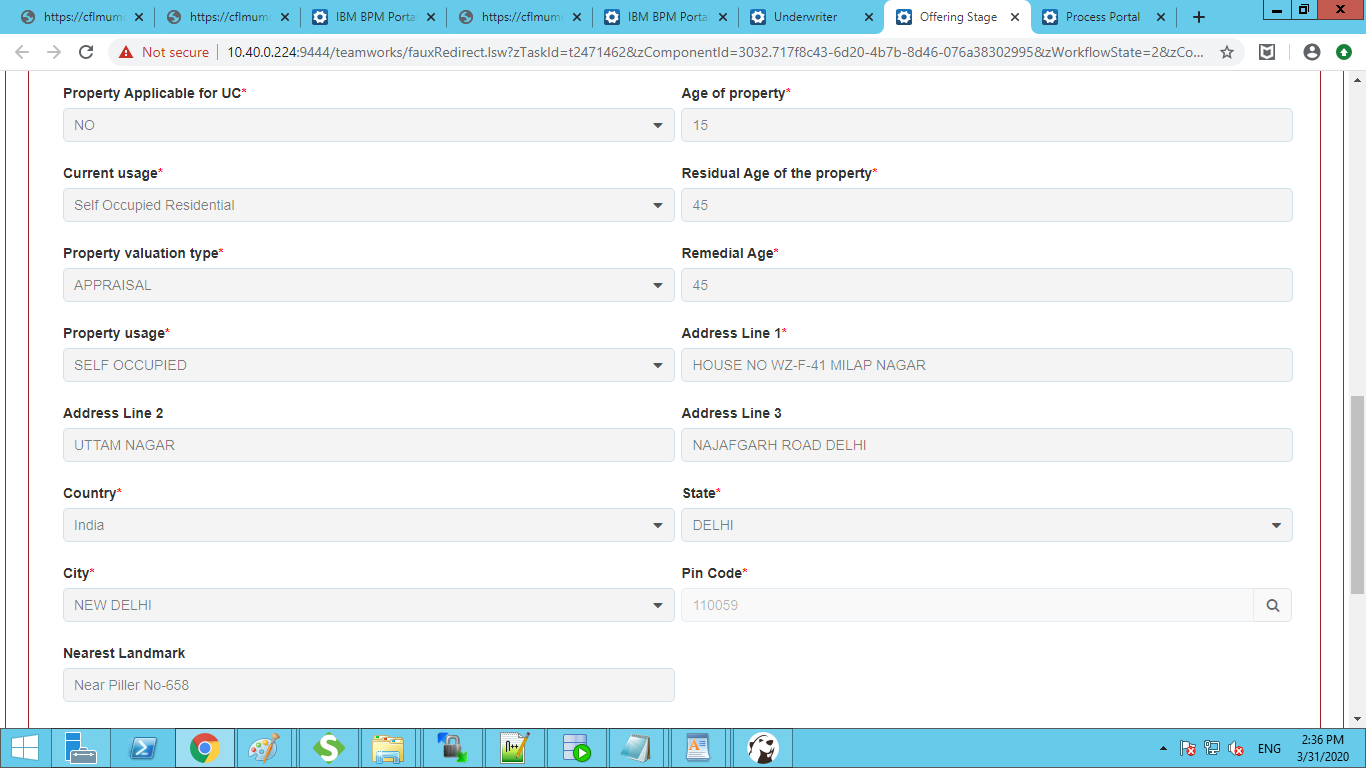 https://cflmum
https://cflmum
IBM BPM Porta
https://cflmum
IBM BPM Porta
Underwriter
Offering Stage
Process Portal
Not secure
10.40.0.224:9444/teamworks/fauxRedirect.lsw?zTaskId=t2471462&zComponentId=3032.717f8c43-6d20-4b7b-8d46-076a38302995&zWorkflowState=2&zCo...
Property Applicable for UC*
Age of property*
NO
15
Current usage*
Residual Age of the property*
Self Occupied Residential
45
Property valuation type*
Remedial Age*
APPRAISAL
45
Property usage*
Address Line 1*
SELF OCCUPIED
HOUSE NO WZ-F-41 MILAP NAGAR
Address Line 2
Address Line 3
UTTAM NAGAR
NAJAFGARH ROAD DELHI
Country*
State*
India
DELHI
City*
Pin Code*
NEW DELHI
110059
Nearest Landmark
Near Piller No-658
ENG
2:36 PM
3/31/2020